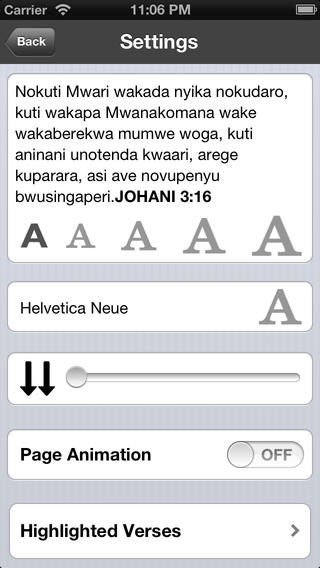 Carrier 11:06 PM
Back Settings
Nokuti Mwari wakada nyika nokudaro,
kuti wakapa Mwanakomana wake
wakaberekwa mumwe woga, kuti
aninani unotenda kwaari, arege
kuparara, asi ave novupenyu
bwusingaperi.JOHANI 3:16
A A A A A
Helvetica Neue A
Page Animation OFF
Highlighted Verses